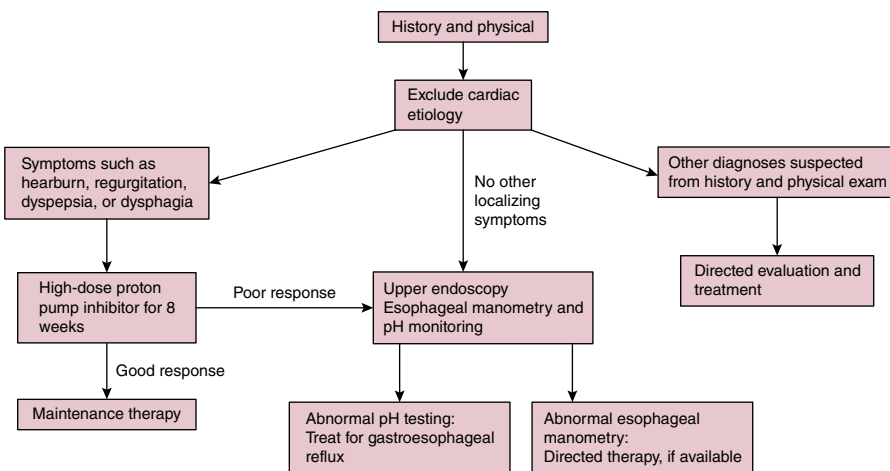 History and physical
Exclude cardiac
etiology
Symptoms such as
hearburn, regurgitation,
dyspepsia, or dysphagia
No other
localizing
symptoms
Other diagnoses suspected
from history and physical exam
High-dose proton
pump inhibitor for 8
weeks
Poor response
Upper endoscopy
Esophageal manometry and
pH monitoring
Directed evaluation and
treatment
Good response
Maintenance therapy
Abnormal pH testing:
Treat for gastroesophageal
reflux
Abnormal esophageal
manometry:
Directed therapy, if available